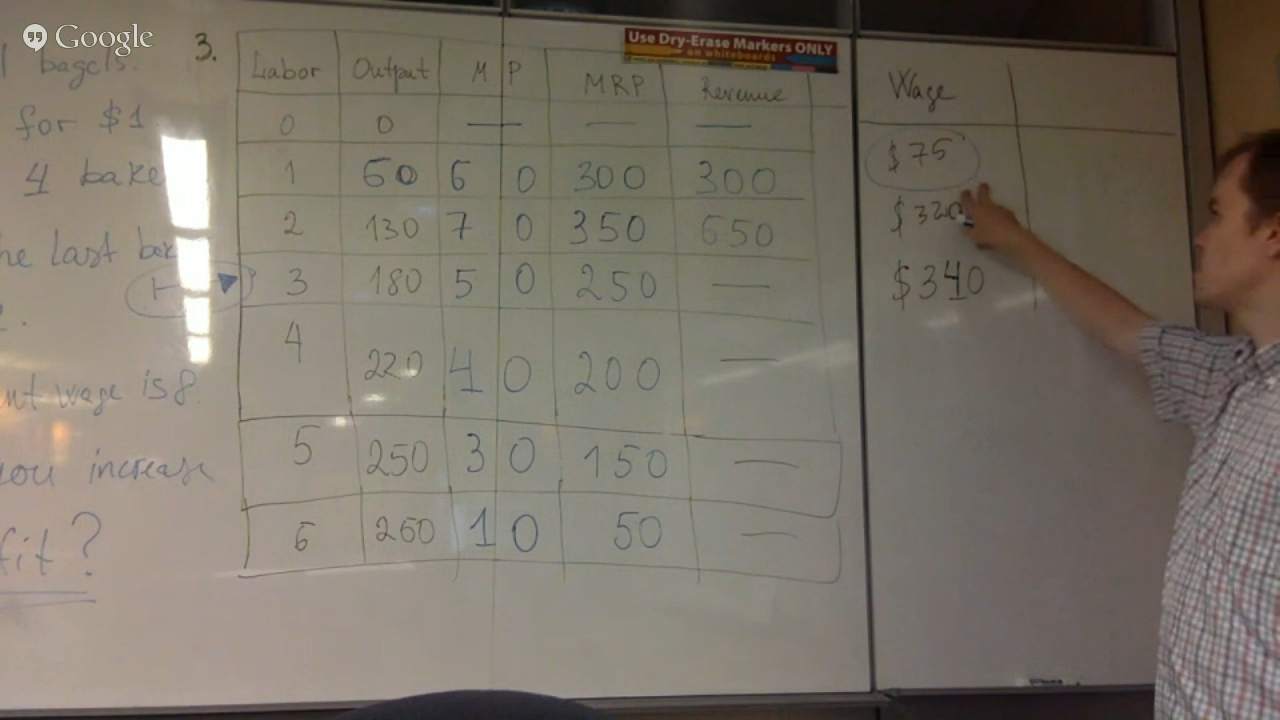 Google
l bagels.
for $1
4 bake
he last bak
nt wage is 8.
you increase
fit?
3.
Use Dry-Erase Markers ONLY
on whiteboards
Labor Output MP MRP Revenue
0 0 — — —
1 60 60 300 300
2 130 70 350 650
3 180 50 250 —
4 220 40 200 —
5 250 30 150 —
6 260 10 50 —
Wage
$75
$320
$340